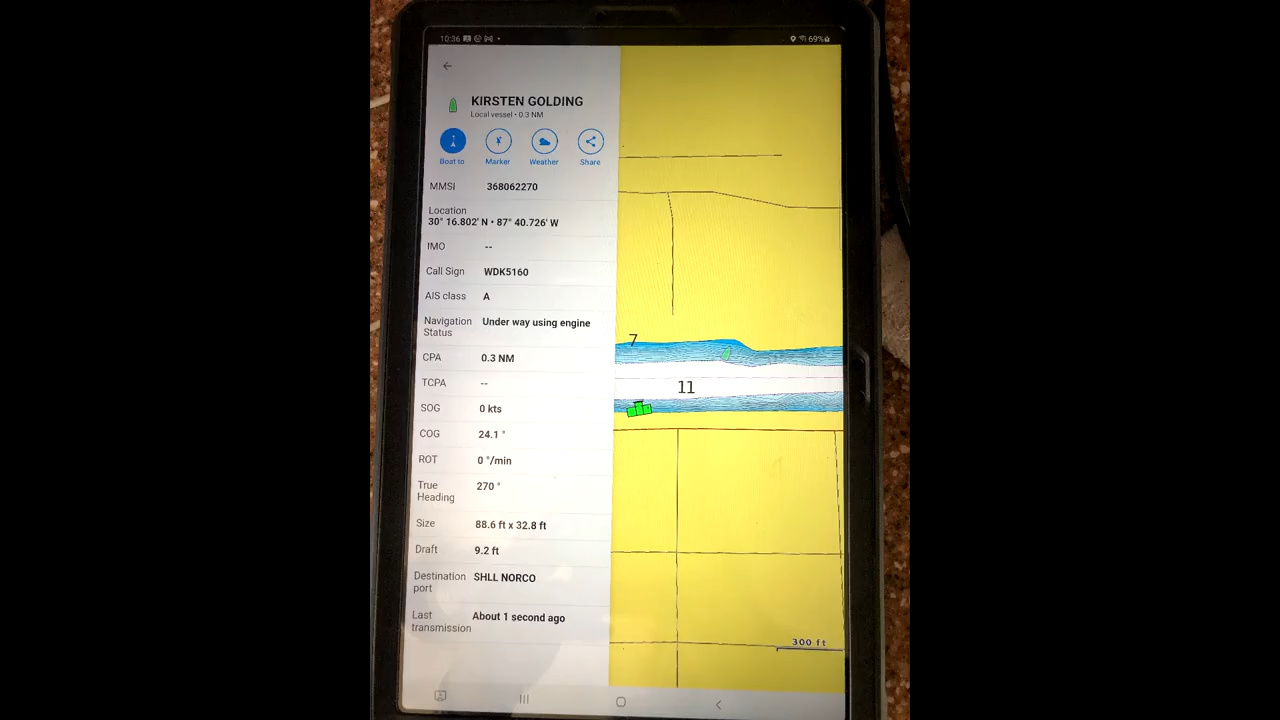 10:36
69%
KIRSTEN GOLDING
Local vessel • 0.3 NM
Boat to
Marker
Weather
Share
MMSI 368062270
Location
30° 16.802' N • 87° 40.726' W
IMO --
Call Sign WDK5160
AIS class A
Navigation Status Under way using engine
CPA 0.3 NM
TCPA --
SOG 0 kts
COG 24.1 °
ROT 0 °/min
True Heading 270 °
Size 88.6 ft x 32.8 ft
Draft 9.2 ft
Destination port SHLL NORCO
Last transmission About 1 second ago
7
11
300 ft